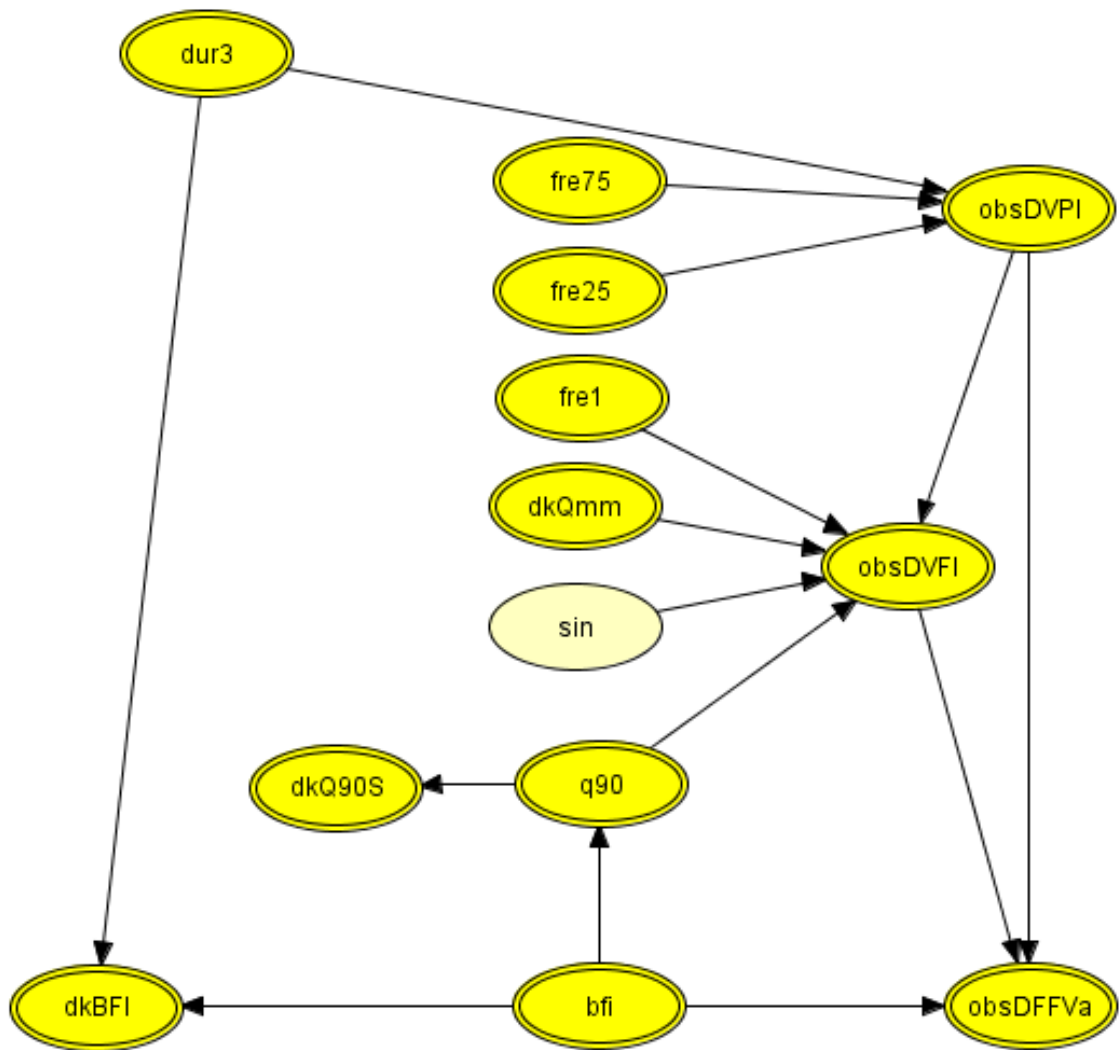 dur3
fre75
obsDVPI
fre25
fre1
dkQmm
obsDVFI
sin
dkQ90S
q90
dkBFI
bfi
obsDFFVa